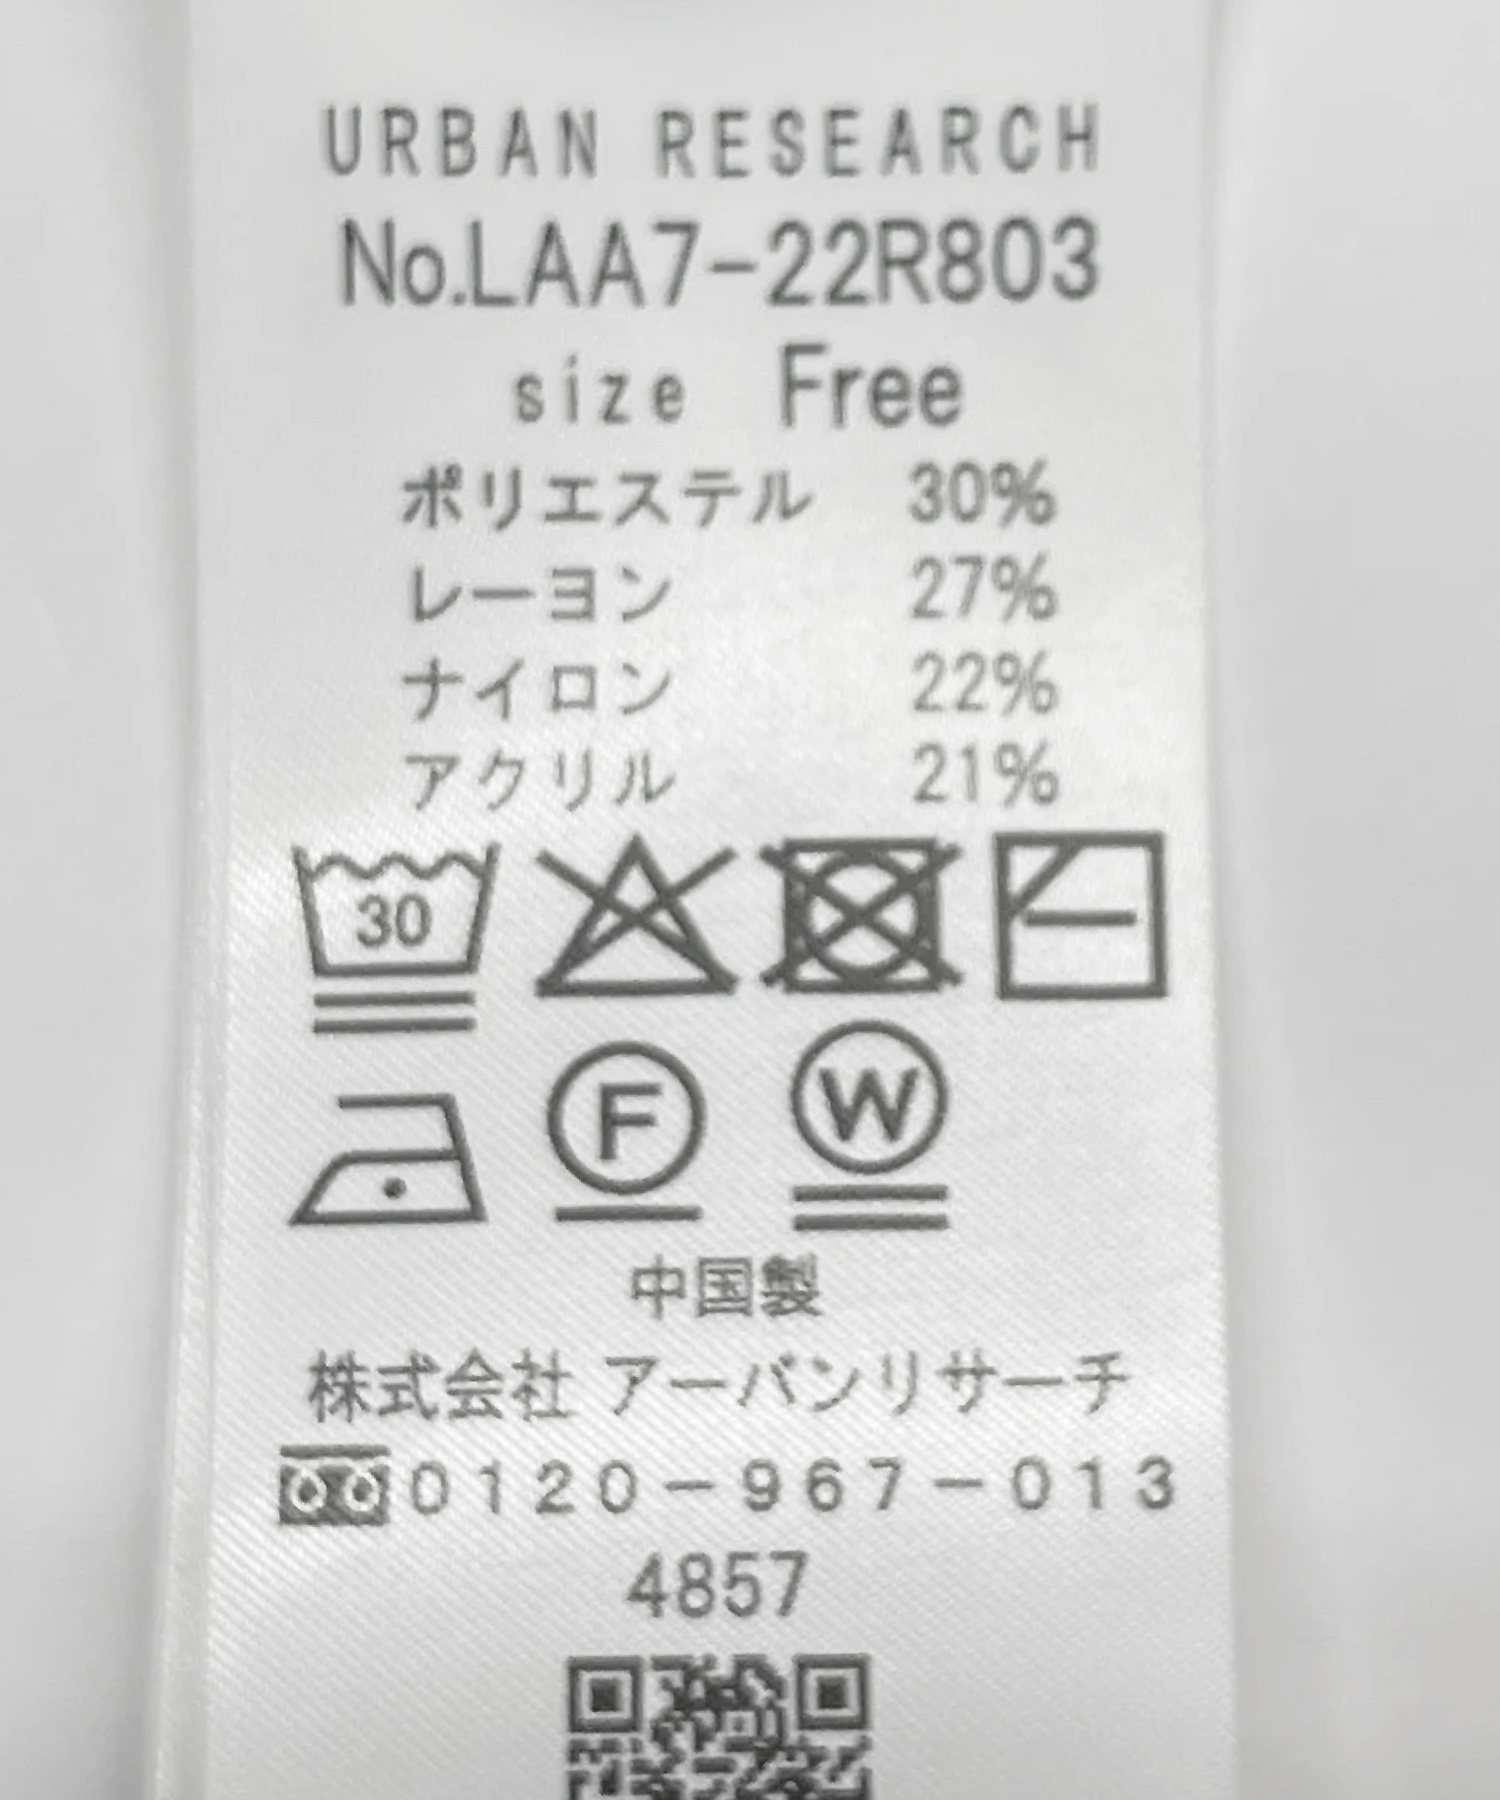 URBAN RESEARCH
No.LAA7-22R803
size Free
ポリエステル 30%
レーヨン 27%
ナイロン 22%
アクリル 21%
30
F W
中国製
株式会社 アーバンリサーチ
0120-967-013
4857